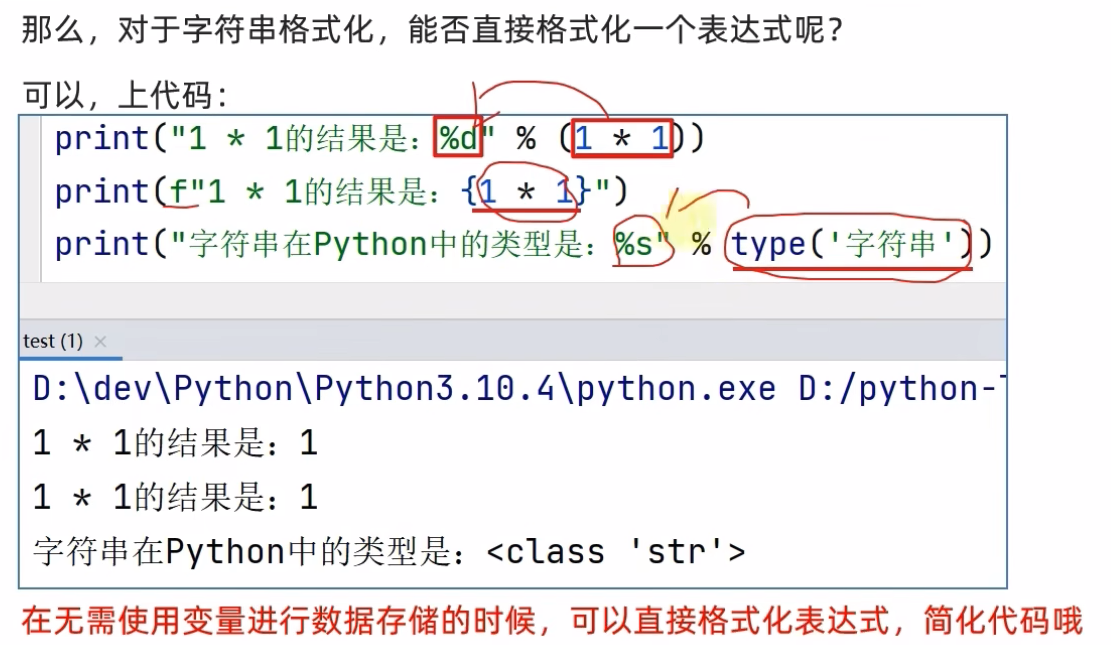 那么，对于字符串格式化，能否直接格式化一个表达式呢？
可以，上代码：
print("1 * 1的结果是：%d" % (1 * 1))
print(f"1 * 1的结果是：{1 * 1}")
print("字符串在Python中的类型是：%s" % type('字符串'))
test (1) ×
D:\dev\Python\Python3.10.4\python.exe D:/python-
1 * 1的结果是：1
1 * 1的结果是：1
字符串在Python中的类型是：<class 'str'>
在无需使用变量进行数据存储的时候，可以直接格式化表达式，简化代码哦